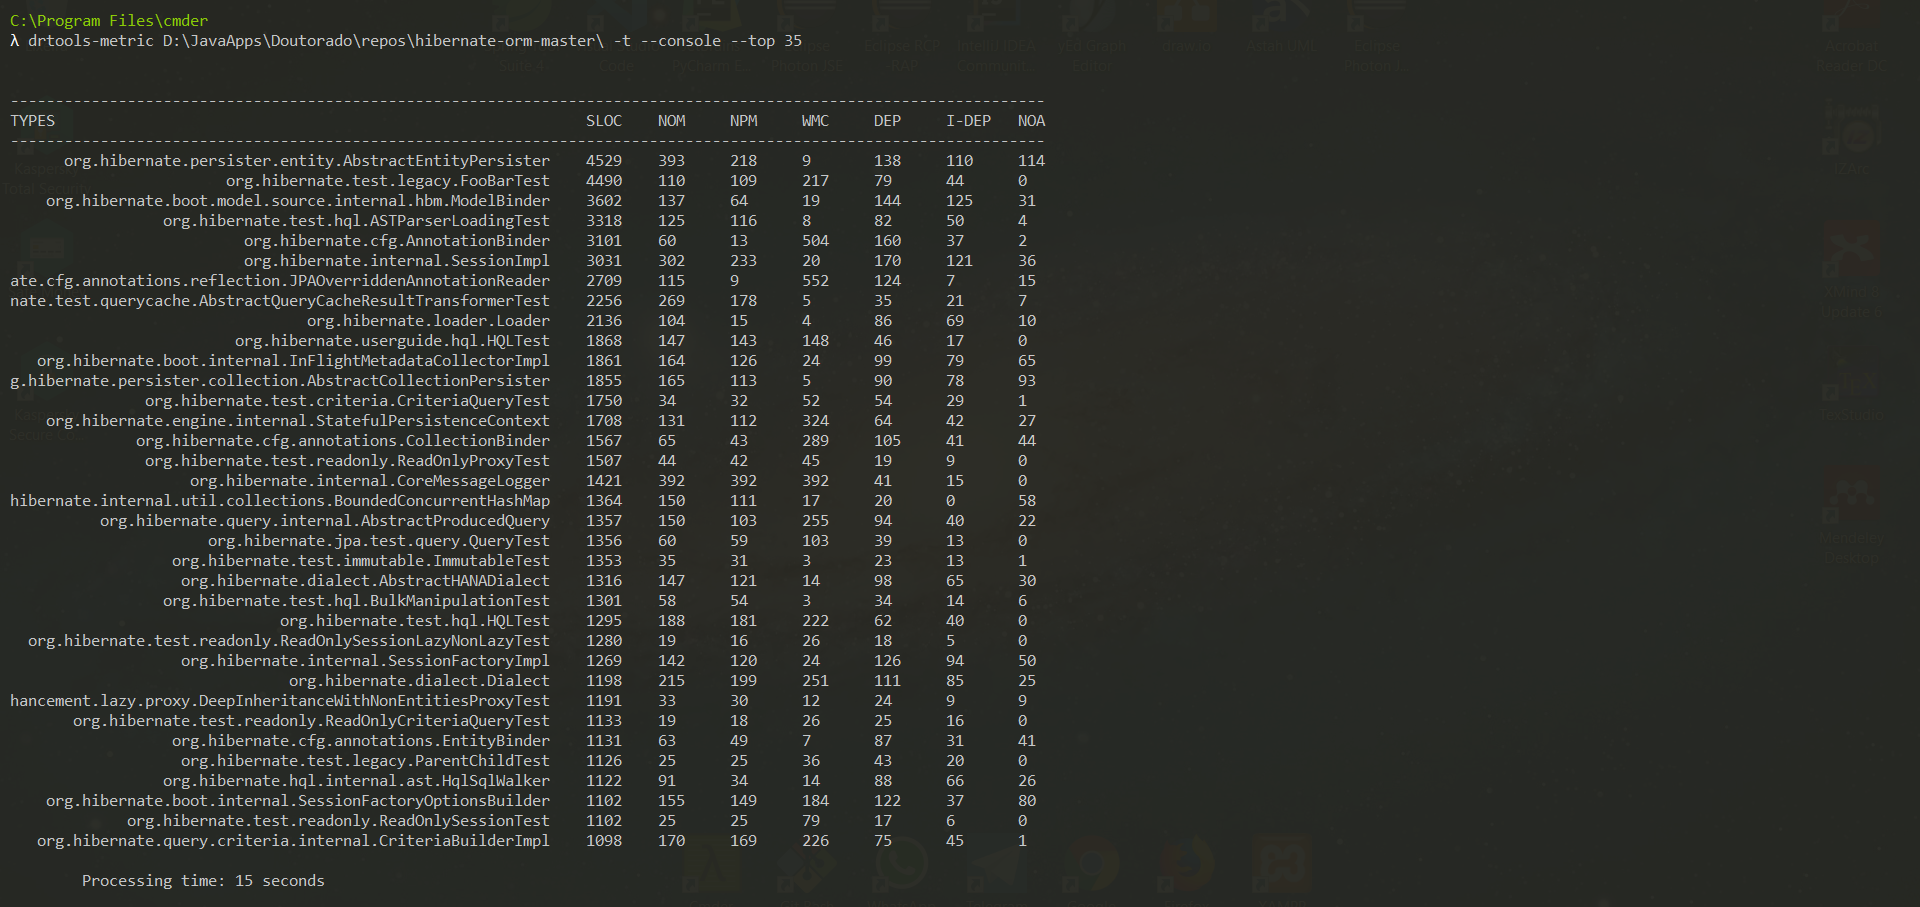 C:\Program Files\cmder
λ drtools-metric D:\JavaApps\Doutorado\repos\hibernate-orm-master\ -t --console --top 35
-------------------------------------------------------------------------------------------------------------------
TYPES SLOC NOM NPM WMC DEP I-DEP NOA
-------------------------------------------------------------------------------------------------------------------
org.hibernate.persister.entity.AbstractEntityPersister 4529 393 218 9 138 110 114
org.hibernate.test.legacy.FooBarTest 4490 110 109 217 79 44 0
org.hibernate.boot.model.source.internal.hbm.ModelBinder 3602 137 64 19 144 125 31
org.hibernate.test.hql.ASTParserLoadingTest 3318 125 116 8 82 50 4
org.hibernate.cfg.AnnotationBinder 3101 60 13 504 160 37 2
org.hibernate.internal.SessionImpl 3031 302 233 20 170 121 36
ate.cfg.annotations.reflection.JPAOverriddenAnnotationReader 2709 115 9 552 124 7 15
nate.test.querycache.AbstractQueryCacheResultTransformerTest 2256 269 178 5 35 21 7
org.hibernate.loader.Loader 2136 104 15 4 86 69 10
org.hibernate.userguide.hql.HQLTest 1868 147 143 148 46 17 0
org.hibernate.boot.internal.InFlightMetadataCollectorImpl 1861 164 126 24 99 79 65
g.hibernate.persister.collection.AbstractCollectionPersister 1855 165 113 5 90 78 93
org.hibernate.test.criteria.CriteriaQueryTest 1750 34 32 52 54 29 1
org.hibernate.engine.internal.StatefulPersistenceContext 1708 131 112 324 64 42 27
org.hibernate.cfg.annotations.CollectionBinder 1567 65 43 289 105 41 44
org.hibernate.test.readonly.ReadOnlyProxyTest 1507 44 42 45 19 9 0
org.hibernate.internal.CoreMessageLogger 1421 392 392 392 41 15 0
hibernate.internal.util.collections.BoundedConcurrentHashMap 1364 150 111 17 20 0 58
org.hibernate.query.internal.AbstractProducedQuery 1357 150 103 255 94 40 22
org.hibernate.jpa.test.query.QueryTest 1356 60 59 103 39 13 0
org.hibernate.test.immutable.ImmutableTest 1353 35 31 3 23 13 1
org.hibernate.dialect.AbstractHANADialect 1316 147 121 14 98 65 30
org.hibernate.test.hql.BulkManipulationTest 1301 58 54 3 34 14 6
org.hibernate.test.hql.HQLTest 1295 188 181 222 62 40 0
org.hibernate.test.readonly.ReadOnlySessionLazyNonLazyTest 1280 19 16 26 18 5 0
org.hibernate.internal.SessionFactoryImpl 1269 142 120 24 126 94 50
org.hibernate.dialect.Dialect 1198 215 199 251 111 85 25
hancement.lazy.proxy.DeepInheritanceWithNonEntitiesProxyTest 1191 33 30 12 24 9 9
org.hibernate.test.readonly.ReadOnlyCriteriaQueryTest 1133 19 18 26 25 16 0
org.hibernate.cfg.annotations.EntityBinder 1131 63 49 7 87 31 41
org.hibernate.test.legacy.ParentChildTest 1126 25 25 36 43 20 0
org.hibernate.hql.internal.ast.HqlSqlWalker 1122 91 34 14 88 66 26
org.hibernate.boot.internal.SessionFactoryOptionsBuilder 1102 155 149 184 122 37 80
org.hibernate.test.readonly.ReadOnlySessionTest 1102 25 25 79 17 6 0
org.hibernate.query.criteria.internal.CriteriaBuilderImpl 1098 170 169 226 75 45 1
Processing time: 15 seconds